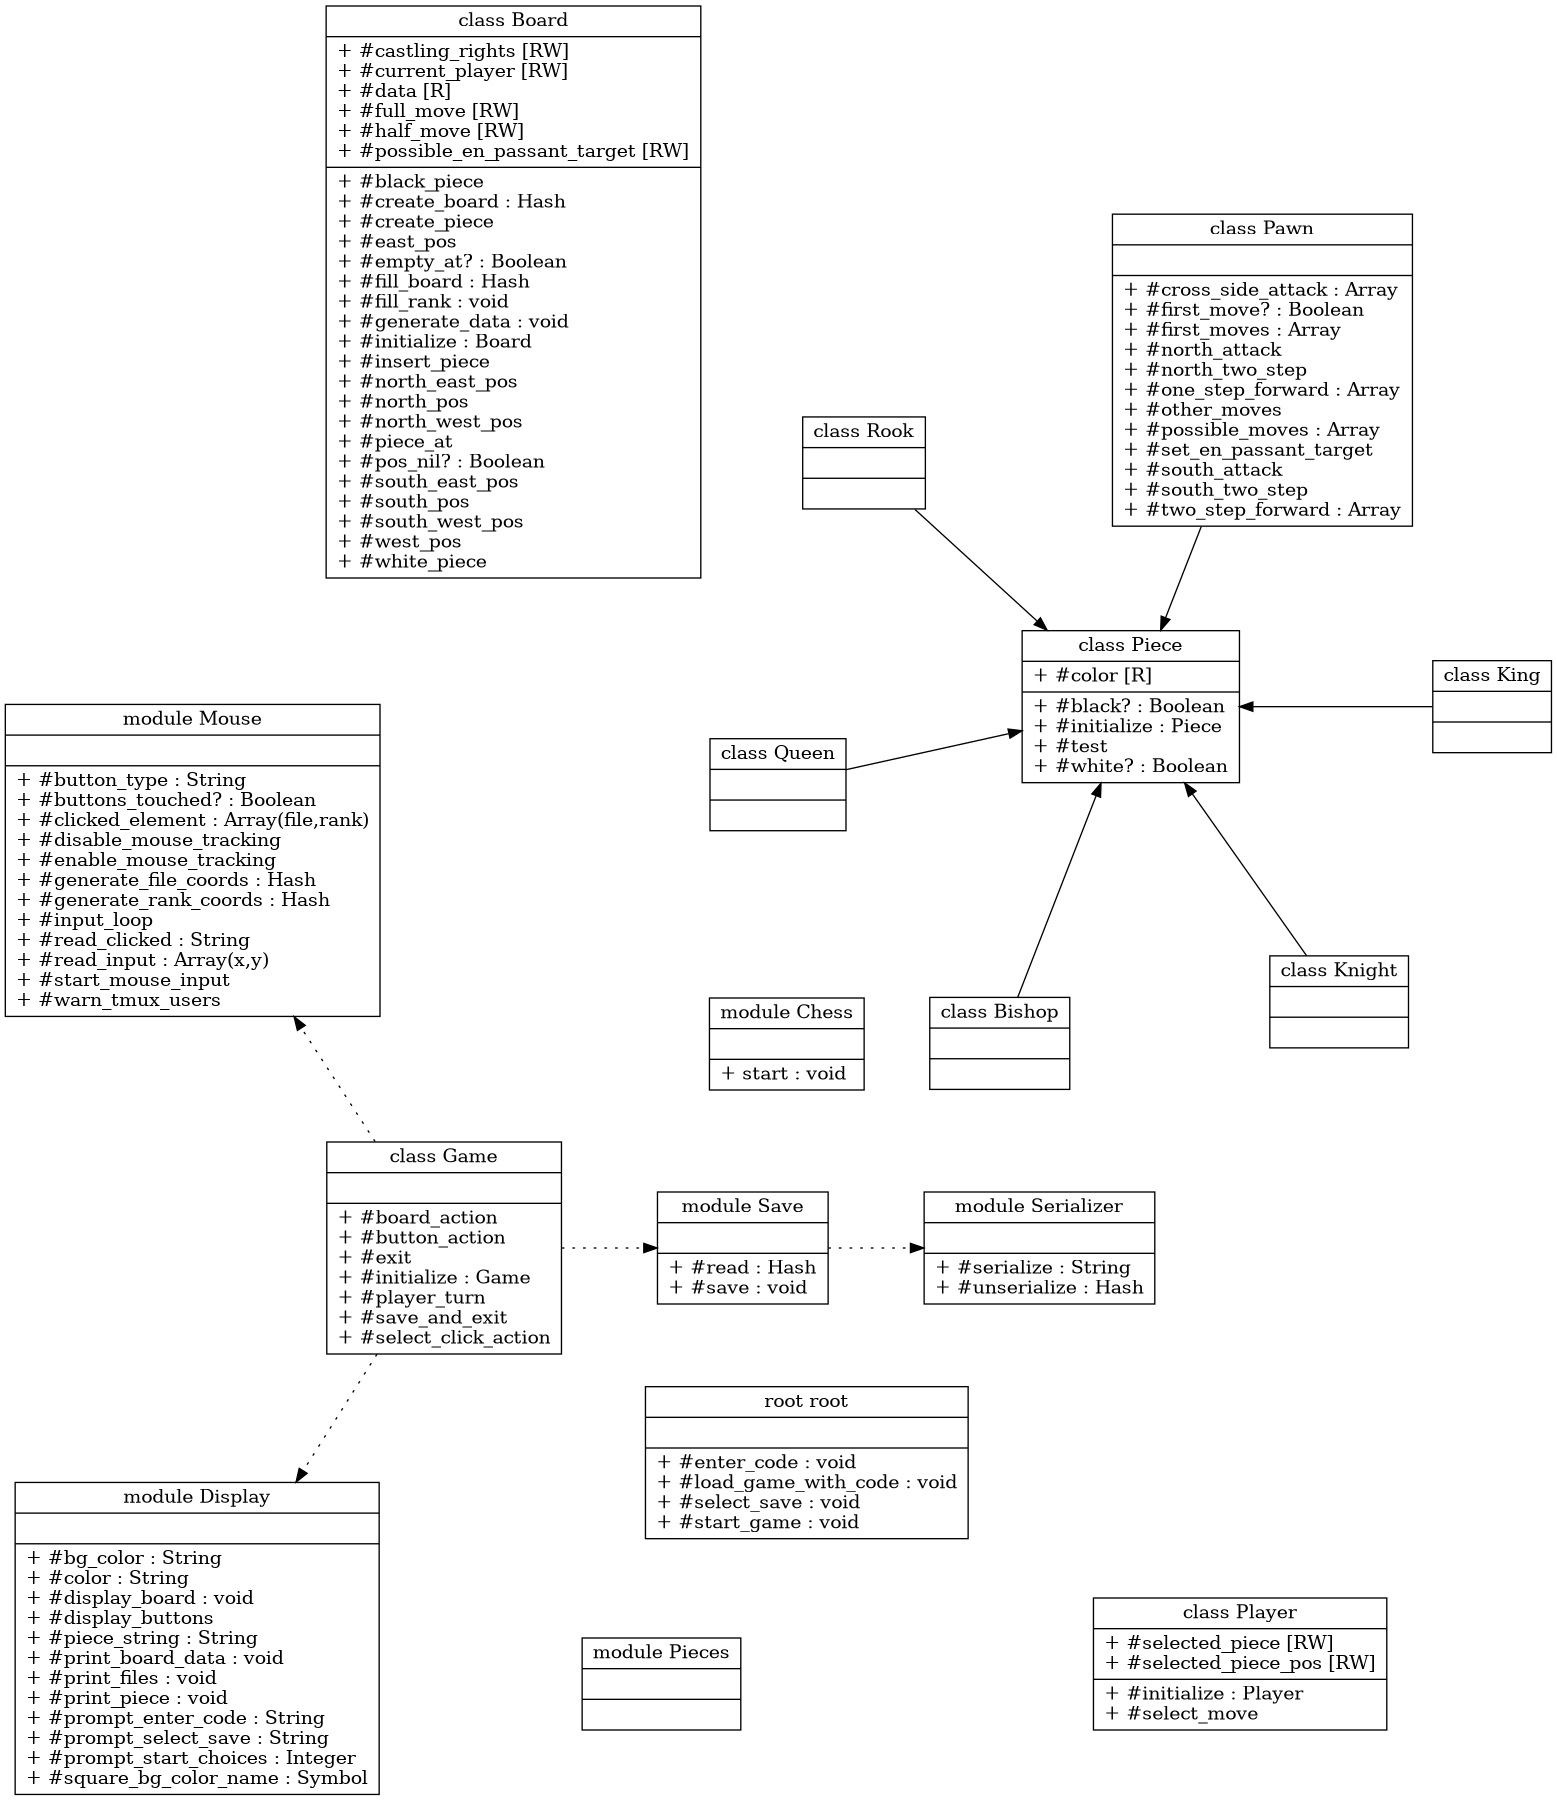 class Board
+ #castling_rights [RW]
+ #current_player [RW]
+ #data [R]
+ #full_move [RW]
+ #half_move [RW]
+ #possible_en_passant_target [RW]
+ #black_piece
+ #create_board : Hash
+ #create_piece
+ #east_pos
+ #empty_at? : Boolean
+ #fill_board : Hash
+ #fill_rank : void
+ #generate_data : void
+ #initialize : Board
+ #insert_piece
+ #north_east_pos
+ #north_pos
+ #north_west_pos
+ #piece_at
+ #pos_nil? : Boolean
+ #south_east_pos
+ #south_pos
+ #south_west_pos
+ #west_pos
+ #white_piece
class Pawn
+ #cross_side_attack : Array
+ #first_move? : Boolean
+ #first_moves : Array
+ #north_attack
+ #north_two_step
+ #one_step_forward : Array
+ #other_moves
+ #possible_moves : Array
+ #set_en_passant_target
+ #south_attack
+ #south_two_step
+ #two_step_forward : Array
class Rook
class Piece
+ #color [R]
+ #black? : Boolean
+ #initialize : Piece
+ #test
+ #white? : Boolean
class King
class Queen
module Mouse
+ #button_type : String
+ #buttons_touched? : Boolean
+ #clicked_element : Array(file,rank)
+ #disable_mouse_tracking
+ #enable_mouse_tracking
+ #generate_file_coords : Hash
+ #generate_rank_coords : Hash
+ #input_loop
+ #read_clicked : String
+ #read_input : Array(x,y)
+ #start_mouse_input
+ #warn_tmux_users
class Knight
module Chess
+ start : void
class Bishop
class Game
+ #board_action
+ #button_action
+ #exit
+ #initialize : Game
+ #player_turn
+ #save_and_exit
+ #select_click_action
module Save
+ #read : Hash
+ #save : void
module Serializer
+ #serialize : String
+ #unserialize : Hash
root root
+ #enter_code : void
+ #load_game_with_code : void
+ #select_save : void
+ #start_game : void
module Display
+ #bg_color : String
+ #color : String
+ #display_board : void
+ #display_buttons
+ #piece_string : String
+ #print_board_data : void
+ #print_files : void
+ #print_piece : void
+ #prompt_enter_code : String
+ #prompt_select_save : String
+ #prompt_start_choices : Integer
+ #square_bg_color_name : Symbol
module Pieces
class Player
+ #selected_piece [RW]
+ #selected_piece_pos [RW]
+ #initialize : Player
+ #select_move